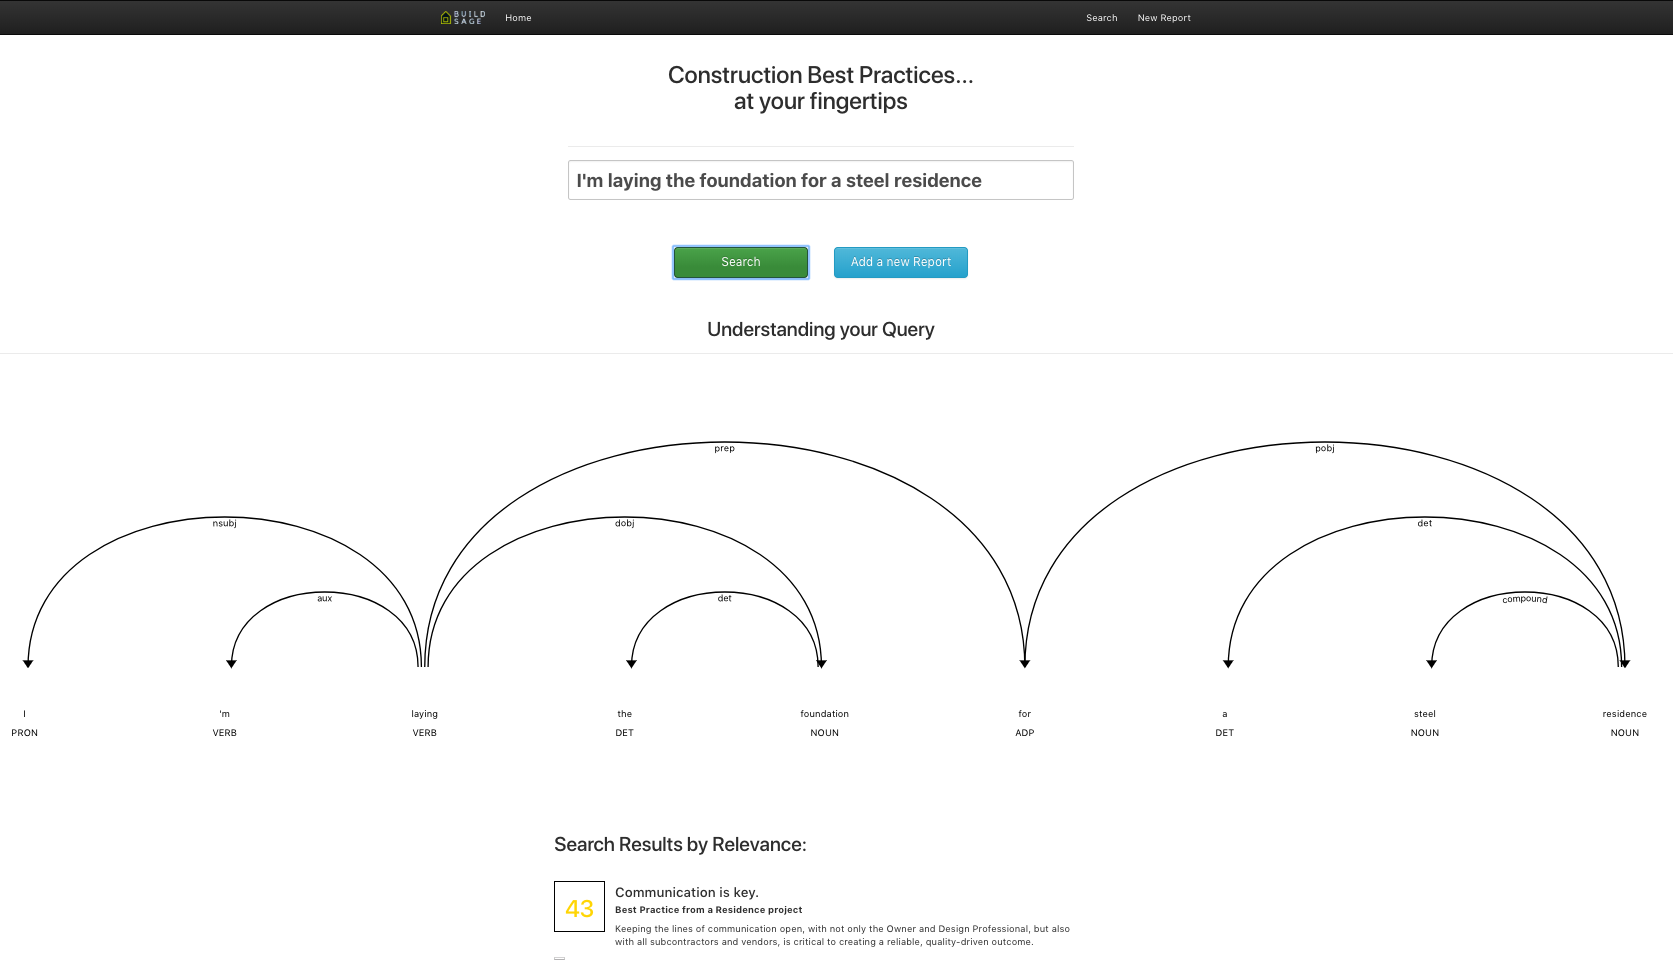 BUILD
SAGE
Home
Search
New Report
Construction Best Practices...
at your fingertips
I'm laying the foundation for a steel residence
Search
Add a new Report
Understanding your Query
prep
pobj
nsubj
dobj
det
aux
det
compound
I
'm
laying
the
foundation
for
a
steel
residence
PRON
VERB
VERB
DET
NOUN
ADP
DET
NOUN
NOUN
Search Results by Relevance:
43
Communication is key.
Best Practice from a Residence project
Keeping the lines of communication open, with not only the Owner and Design Professional, but also
with all subcontractors and vendors, is critical to creating a reliable, quality-driven outcome.